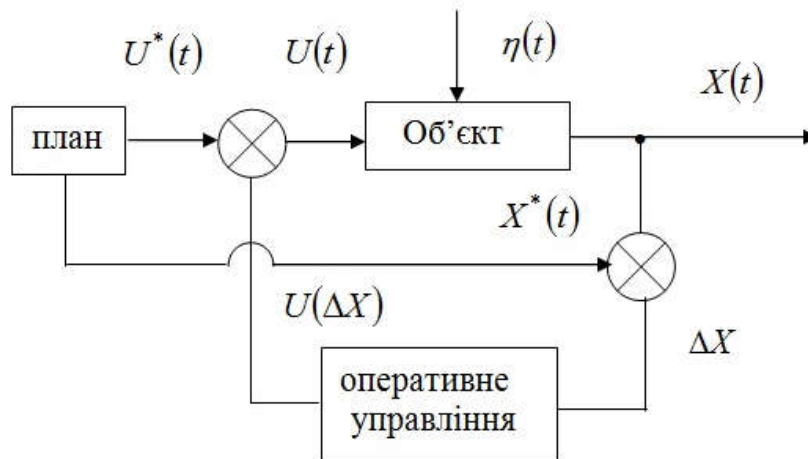 U*(t) U(t) η(t) X(t)
план
Об’єкт
X*(t)
U(ΔX)
ΔX
оперативне
управління